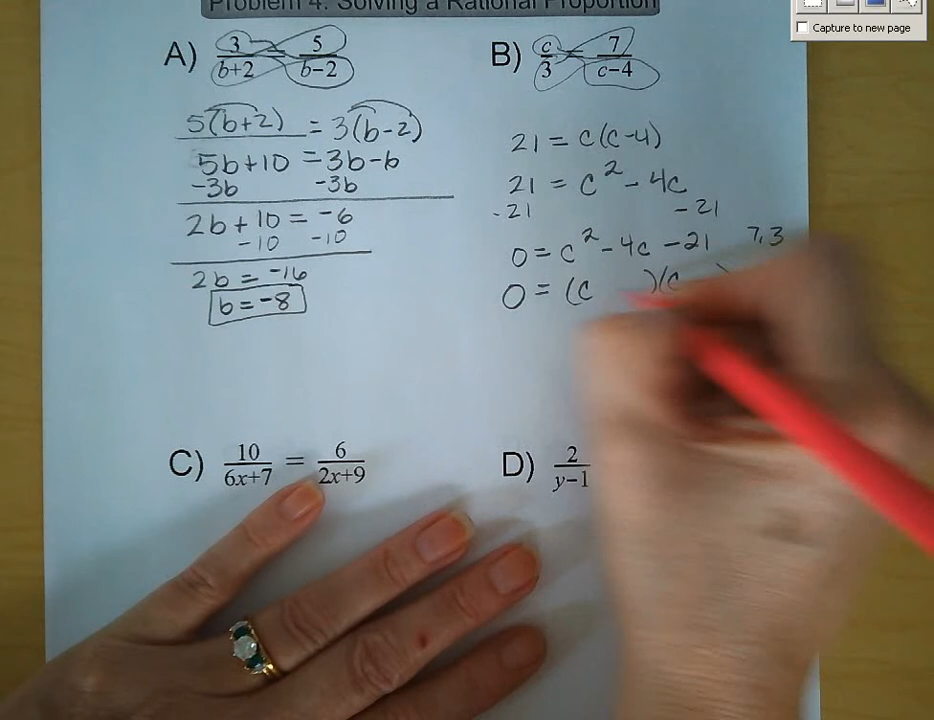 Problem 4: Solving a Rational Proportion
Capture to new page
A) 3/(b+2) = 5/(b−2)
5(b+2) = 3(b-2)
5b+10 = 3b-6
-3b -3b
2b+10 = -6
-10 -10
2b = -16
b = -8
B) c/3 = 7/(c−4)
21 = c(c-4)
21 = c² - 4c
-21 -21
0 = c² - 4c - 21 7,3
0 = (c )(c )
C) 10/(6x+7) = 6/(2x+9)
D) 2/(y−1)